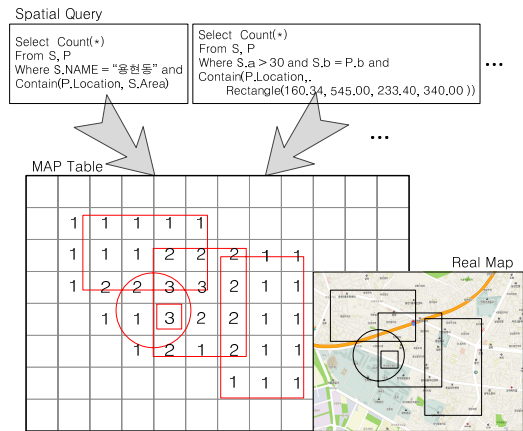 Spatial Query
Select Count(*)
From S, P
Where S.NAME = “용현동” and
Contain(P.Location, S.Area)
Select Count(*)
From S, P
Where S.a > 30 and S.b = P.b and
Contain(P.Location,.
Rectangle(160.34, 545.00, 233.40, 340.00 ))
...
...
MAP Table
1 1 1 1 1
1 1 1 2 2 2 1 1
1 2 2 3 3 2 1 1
1 1 3 2 2 1 1
1 2 1 2 1 1
1 1 1
Real Map